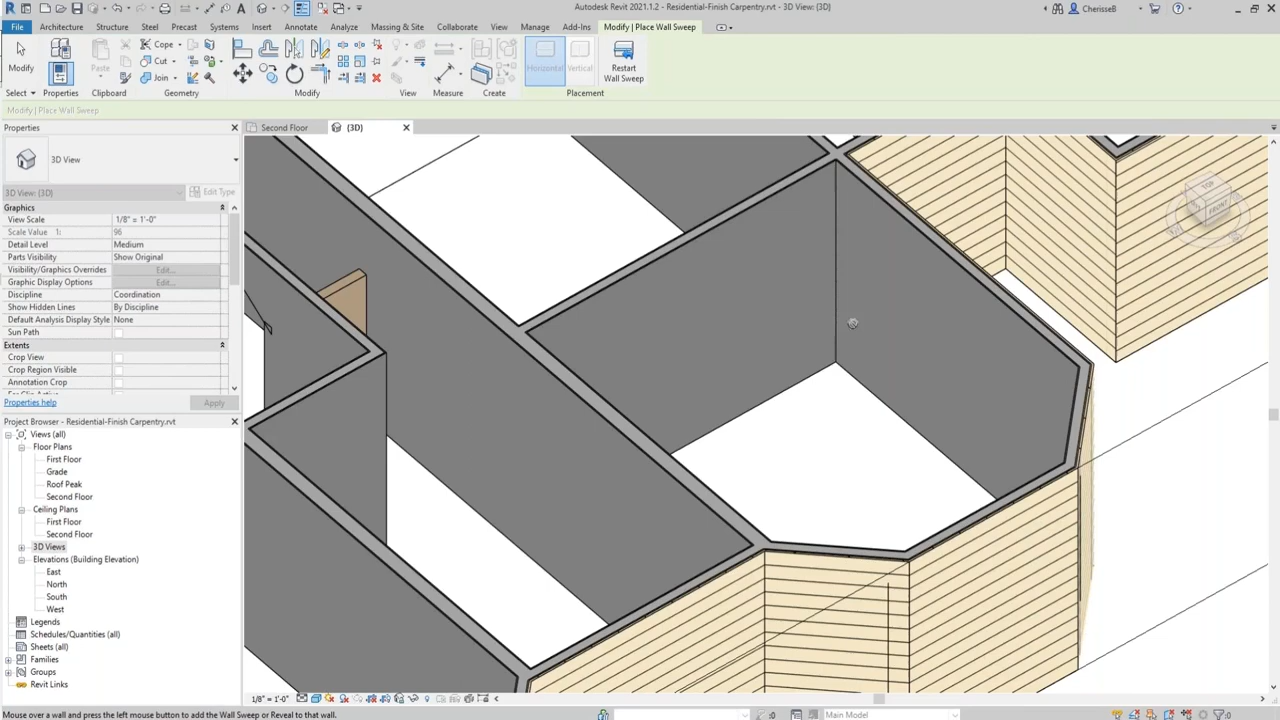 Autodesk Revit 2021.1.2 - Residential-Finish Carpentry.rvt - 3D View: {3D}
CherisseB
File Architecture Structure Steel Precast Systems Insert Annotate Analyze Massing & Site Collaborate View Manage Add-Ins Modify | Place Wall Sweep
Modify Paste Cope Cut Join Horizontal Vertical Restart Wall Sweep
Select Properties Clipboard Geometry Modify View Measure Create Placement
Modify | Place Wall Sweep
Properties
Second Floor
{3D}
3D View
3D View: {3D}
Edit Type
Graphics
View Scale 1/8" = 1'-0"
Scale Value 1: 96
Detail Level Medium
Parts Visibility Show Original
Visibility/Graphics Overrides Edit...
Graphic Display Options Edit...
Discipline Coordination
Show Hidden Lines By Discipline
Default Analysis Display Style None
Sun Path
Extents
Crop View
Crop Region Visible
Annotation Crop
Properties help Apply
Project Browser - Residential-Finish Carpentry.rvt
Views (all)
Floor Plans
First Floor
Grade
Roof Peak
Second Floor
Ceiling Plans
First Floor
Second Floor
3D Views
Elevations (Building Elevation)
East
North
South
West
Legends
Schedules/Quantities (all)
Sheets (all)
Families
Groups
Revit Links
TOP
FRONT
1/8" = 1'-0"
Mouse over a wall and press the left mouse button to add the Wall Sweep or Reveal to that wall.
:0
Main Model
:0